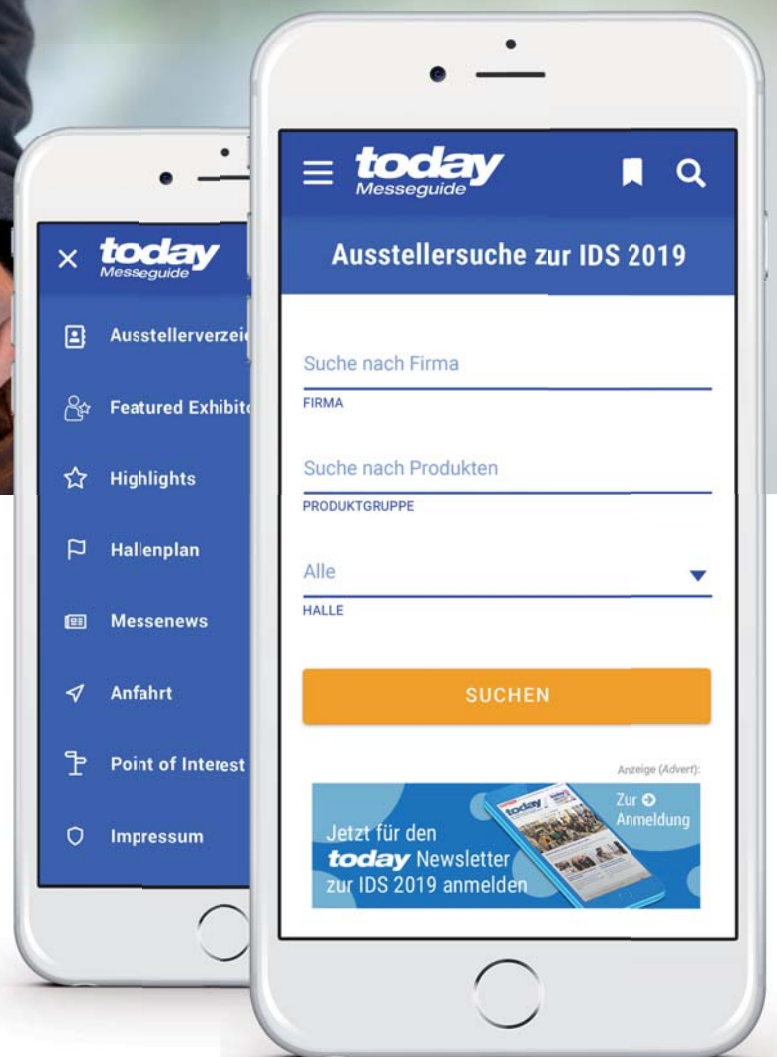 today
Messeguide
Featured
Highlights
Hallenplan
Messenews
Anfahrt
Point of Interest
Impressum
today
Messeguide
Ausstellersuche zur IDS 2019
Suche nach Firma
FIRMA
Suche nach Produkten
PRODUKTGRUPPE
Alle
HALLE
SUCHEN
Anzeige (Advert):
Jetzt für den
today Newsletter
zur IDS 2019 anmelden
today
Zur
Anmeldung